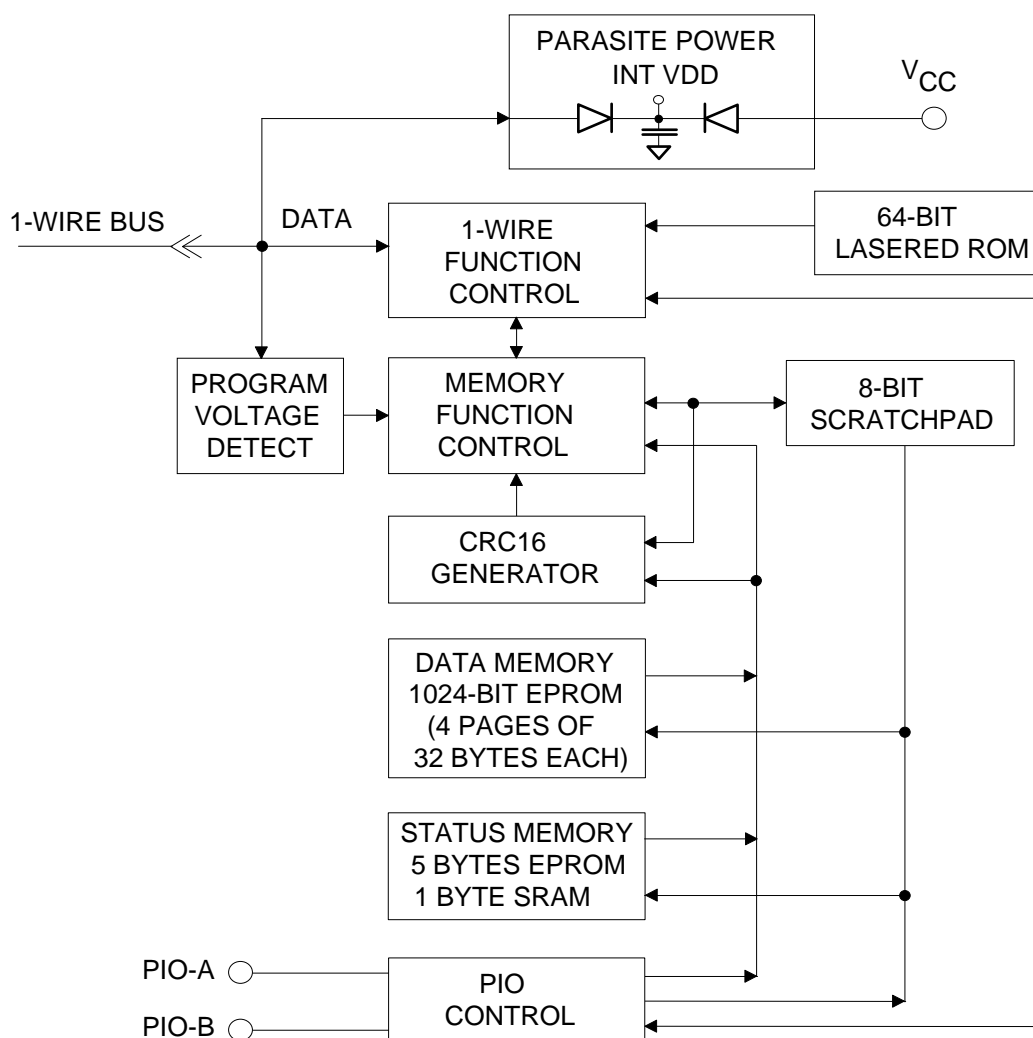 PARASITE POWER
INT VDD
VCC
1-WIRE BUS
DATA
1-WIRE
FUNCTION
CONTROL
64-BIT
LASERED ROM
PROGRAM
VOLTAGE
DETECT
MEMORY
FUNCTION
CONTROL
8-BIT
SCRATCHPAD
CRC16
GENERATOR
DATA MEMORY
1024-BIT EPROM
(4 PAGES OF
32 BYTES EACH)
STATUS MEMORY
5 BYTES EPROM
1 BYTE SRAM
PIO-A
PIO-B
PIO
CONTROL